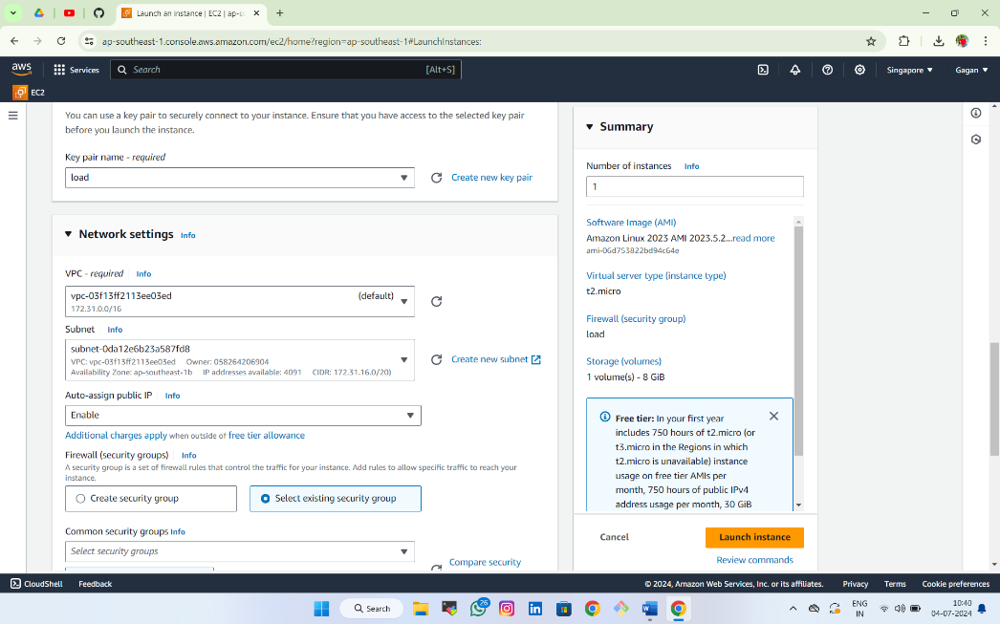 Launch an instance | EC2 | ap-s
ap-southeast-1.console.aws.amazon.com/ec2/home?region=ap-southeast-1#LaunchInstances:
aws
Services
Search
[Alt+S]
Singapore
Gagan
EC2
You can use a key pair to securely connect to your instance. Ensure that you have access to the selected key pair
before you launch the instance.
Key pair name - required
load
Create new key pair
Network settings Info
VPC - required Info
vpc-03f13ff2113ee03ed (default)
172.31.0.0/16
Subnet Info
subnet-0da12e6b23a587fd8
VPC: vpc-03f13ff2113ee03ed Owner: 058264206904
Availability Zone: ap-southeast-1b IP addresses available: 4091 CIDR: 172.31.16.0/20)
Create new subnet
Auto-assign public IP Info
Enable
Additional charges apply when outside of free tier allowance
Firewall (security groups) Info
A security group is a set of firewall rules that control the traffic for your instance. Add rules to allow specific traffic to reach your
instance.
Create security group
Select existing security group
Common security groups Info
Select security groups
Compare security
Summary
Number of instances Info
1
Software Image (AMI)
Amazon Linux 2023 AMI 2023.5.2...read more
ami-06d753822bd94c64e
Virtual server type (instance type)
t2.micro
Firewall (security group)
load
Storage (volumes)
1 volume(s) - 8 GiB
Free tier: In your first year
includes 750 hours of t2.micro (or
t3.micro in the Regions in which
t2.micro is unavailable) instance
usage on free tier AMIs per
month, 750 hours of public IPv4
address usage per month, 30 GiB
Cancel
Launch instance
Review commands
CloudShell
Feedback
© 2024, Amazon Web Services, Inc. or its affiliates.
Privacy
Terms
Cookie preferences
Search
26
ENG
IN
10:40
04-07-2024